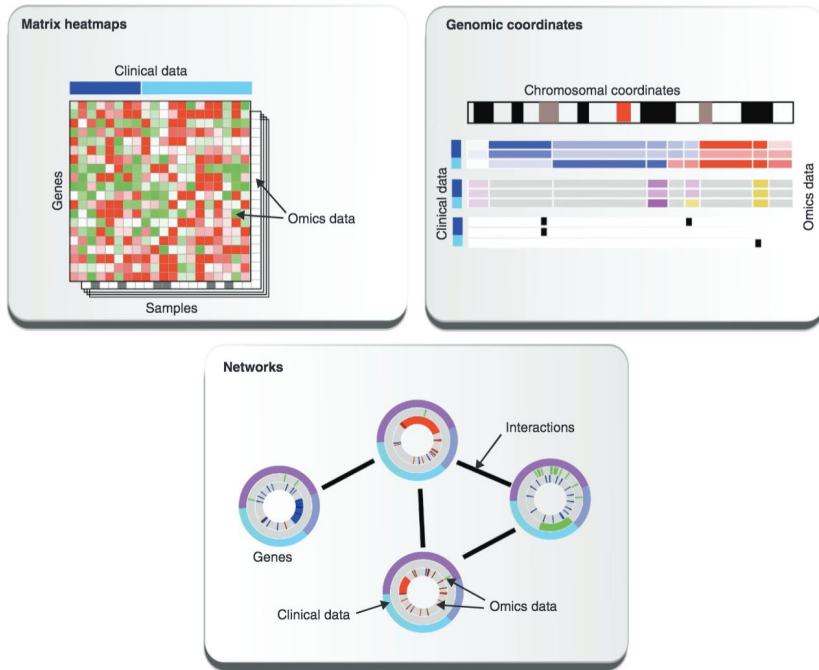 Matrix heatmaps
Clinical data
Genes
Omics data
Samples
Genomic coordinates
Chromosomal coordinates
Clinical data
Omics data
Networks
Interactions
Genes
Clinical data
Omics data